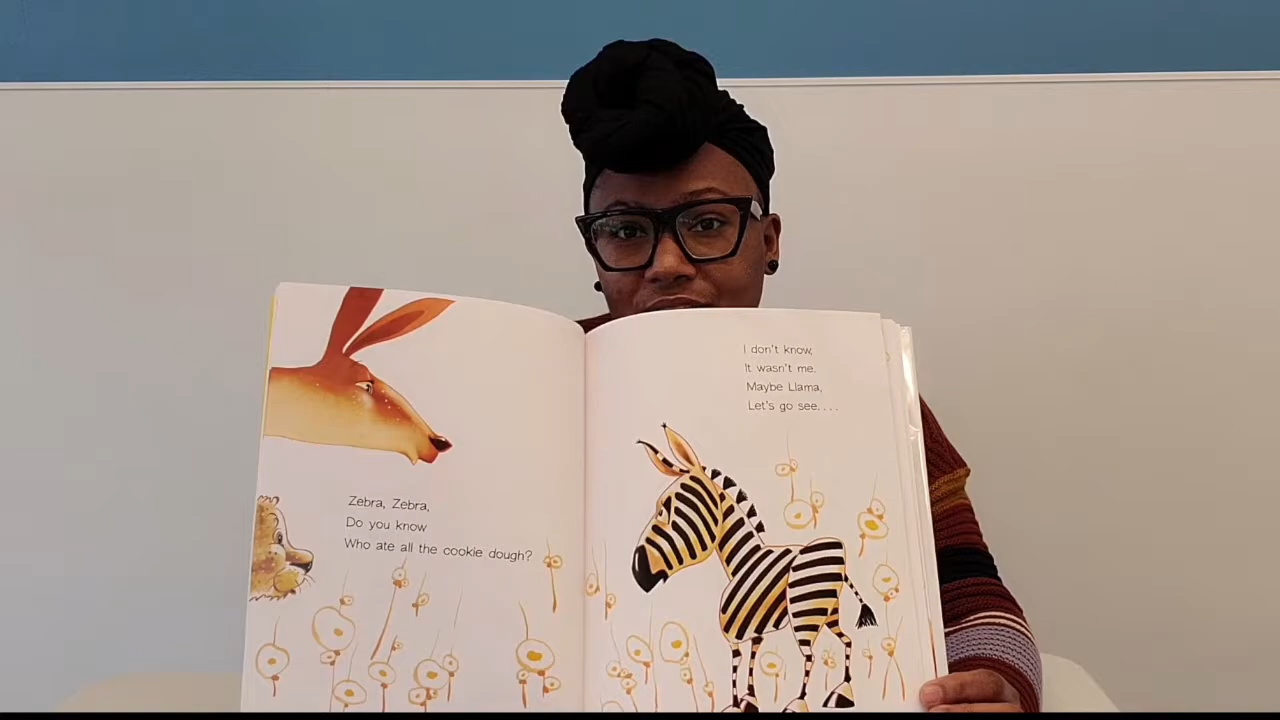 Zebra, Zebra,
Do you know
Who ate all the cookie dough?
I don't know,
It wasn't me.
Maybe Llama,
Let's go see....